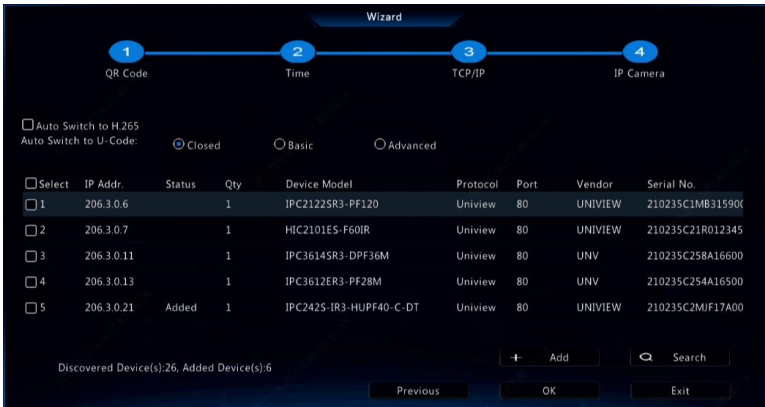 Wizard
1 2 3 4
QR Code Time TCP/IP IP Camera
Auto Switch to H.265
Auto Switch to U-Code: Closed Basic Advanced
Select IP Addr. Status Qty Device Model Protocol Port Vendor Serial No.
1 206.3.0.6 1 IPC2122SR3-PF120 Uniview 80 UNIVIEW 210235C1MB315900
2 206.3.0.7 1 HIC2101ES-F60IR Uniview 80 UNIVIEW 210235C21R012345
3 206.3.0.11 1 IPC3614SR3-DPF36M Uniview 80 UNV 210235C258A16600
4 206.3.0.13 1 IPC3612ER3-PF28M Uniview 80 UNV 210235C254A16500
5 206.3.0.21 Added 1 IPC242S-IR3-HUPF40-C-DT Uniview 80 UNIVIEW 210235C2MJF17A00
Add Search
Discovered Device(s):26, Added Device(s):6
Previous OK Exit